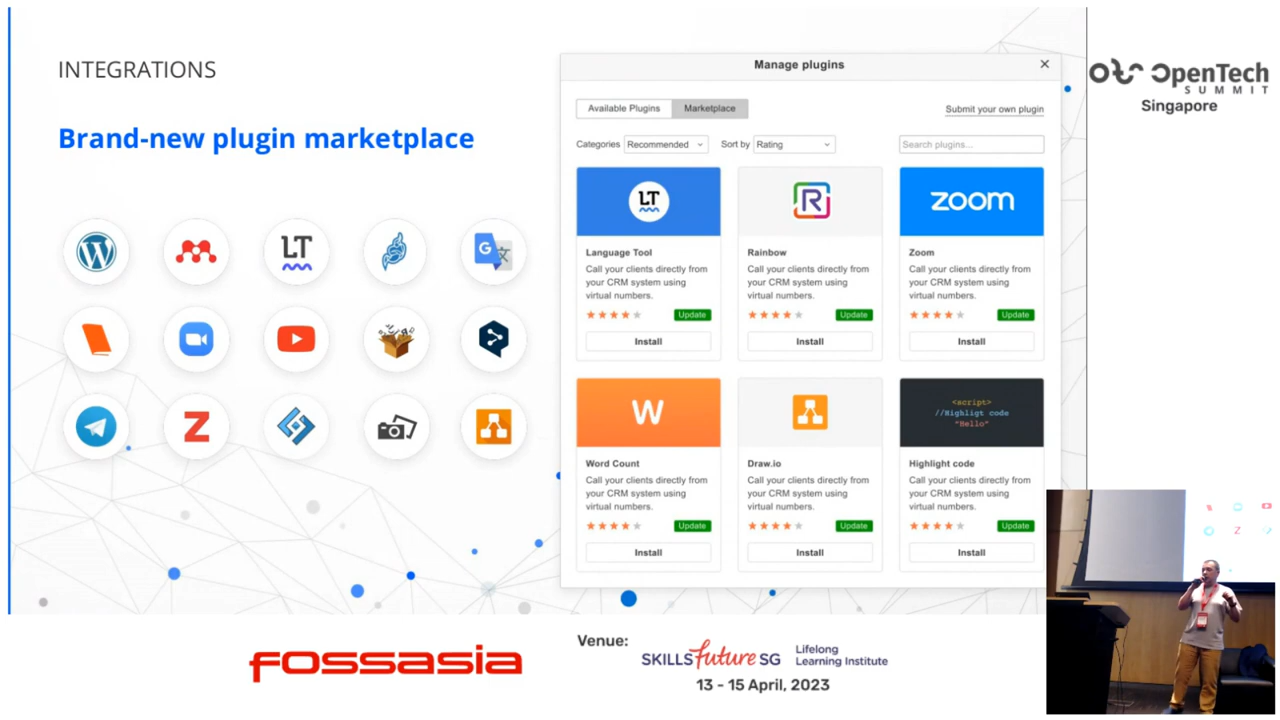 INTEGRATIONS
Brand-new plugin marketplace
LT
G 文
Z
Manage plugins
Available Plugins
Marketplace
Submit your own plugin
Categories
Recommended
Sort by
Rating
Search plugins...
LT
Language Tool
Call your clients directly from
your CRM system using
virtual numbers.
Update
Install
R
Rainbow
Call your clients directly from
your CRM system using
virtual numbers.
Update
Install
zoom
Zoom
Call your clients directly from
your CRM system using
virtual numbers.
Update
Install
W
Word Count
Call your clients directly from
your CRM system using
virtual numbers.
Update
Install
Draw.io
Call your clients directly from
your CRM system using
virtual numbers.
Update
Install
<script>
//Highligt code
"Hello"
Highlight code
Call your clients directly from
your CRM system using
virtual numbers.
Update
Install
OpenTech
SUMMIT
Singapore
Z
fossasia
Venue:
SKILLS future SG
Lifelong
Learning Institute
13 - 15 April, 2023